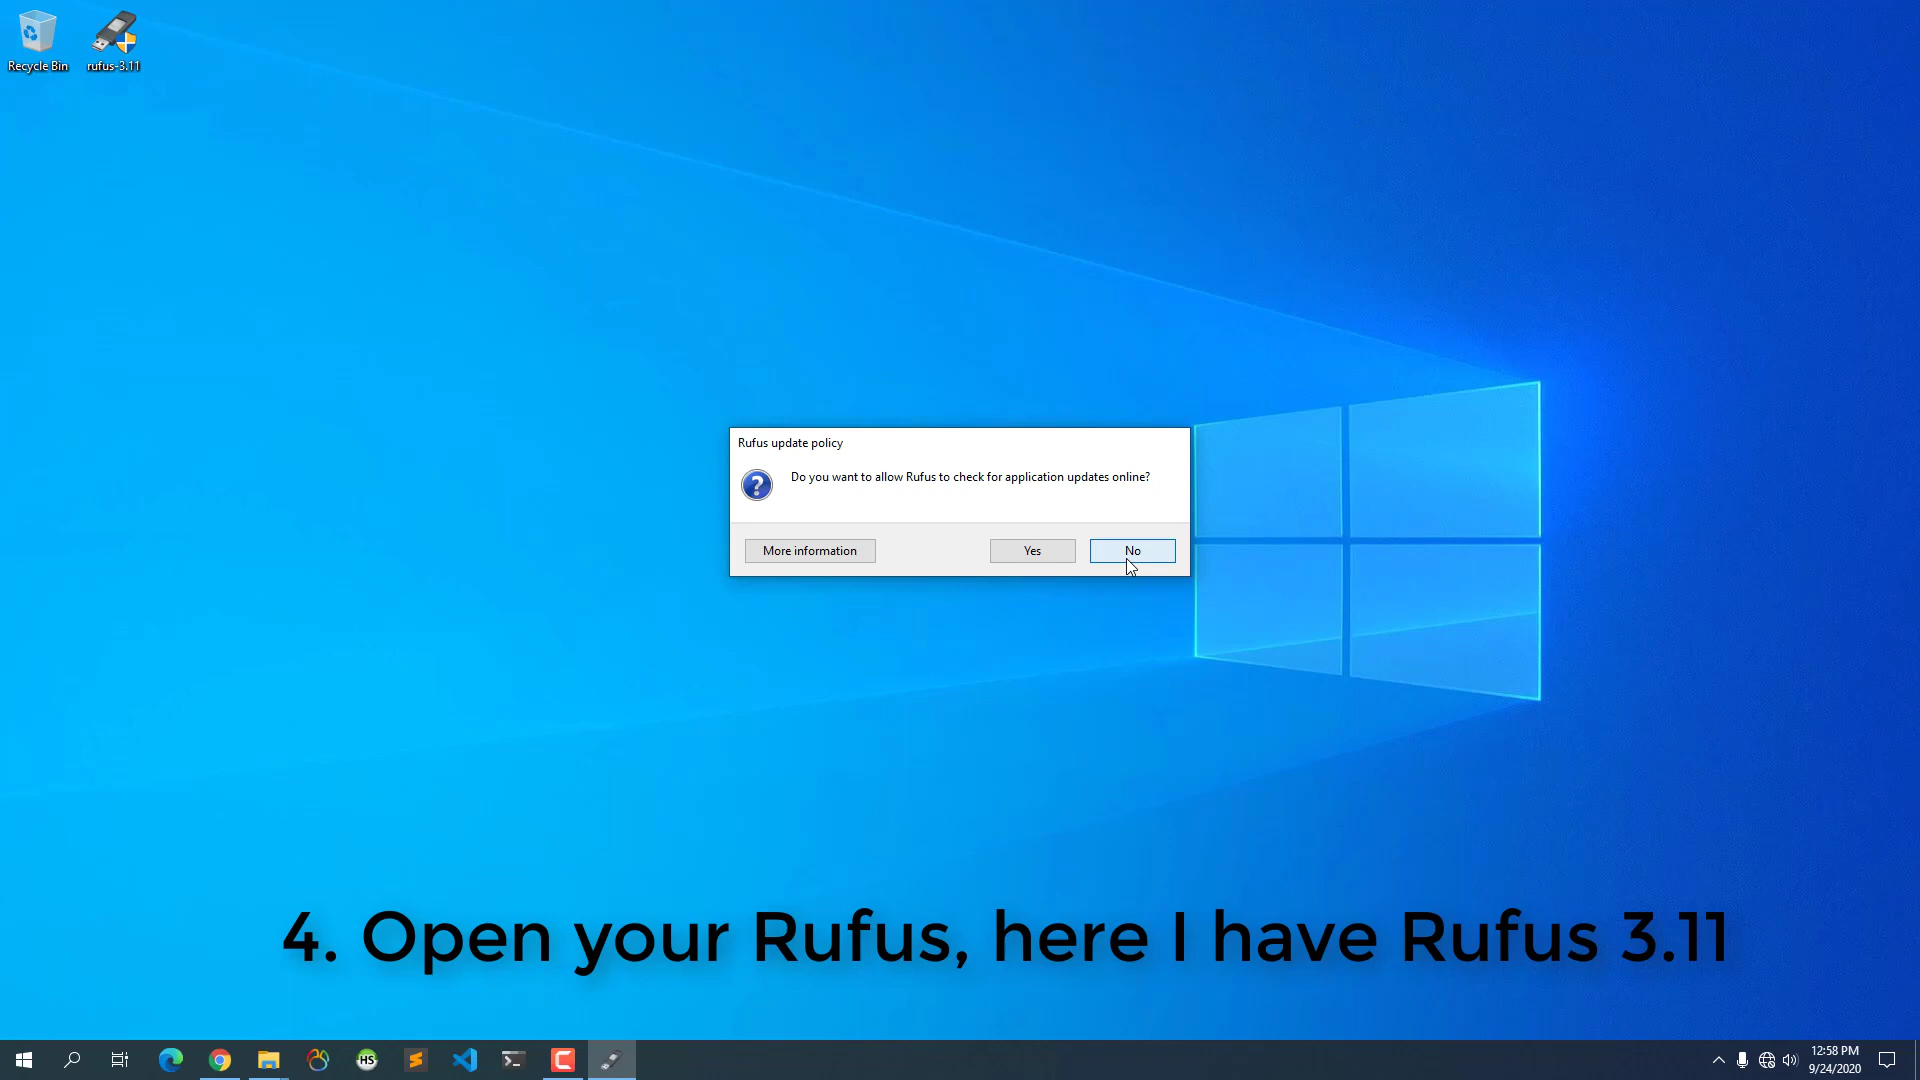 Recycle Bin
rufus-3.11
Rufus update policy
Do you want to allow Rufus to check for application updates online?
More information
Yes
No
4. Open your Rufus, here I have Rufus 3.11
HS
12:58 PM
9/24/2020